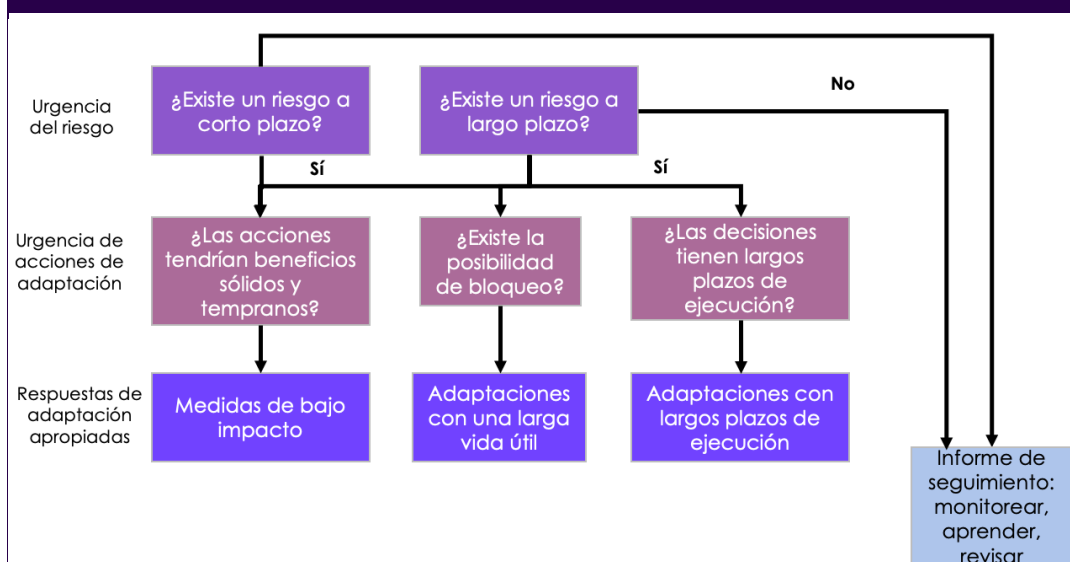 Urgencia
del riesgo
¿Existe un riesgo a
corto plazo?
¿Existe un riesgo a
largo plazo?
No
Sí
Sí
Urgencia de
acciones de
adaptación
¿Las acciones
tendrían beneficios
sólidos y
tempranos?
¿Existe la
posibilidad
de bloqueo?
¿Las decisiones
tienen largos
plazos de
ejecución?
Respuestas de
adaptación
apropiadas
Medidas de bajo
impacto
Adaptaciones
con una larga
vida útil
Adaptaciones con
largos plazos de
ejecución
Informe de
seguimiento:
monitorear,
aprender,
revisar